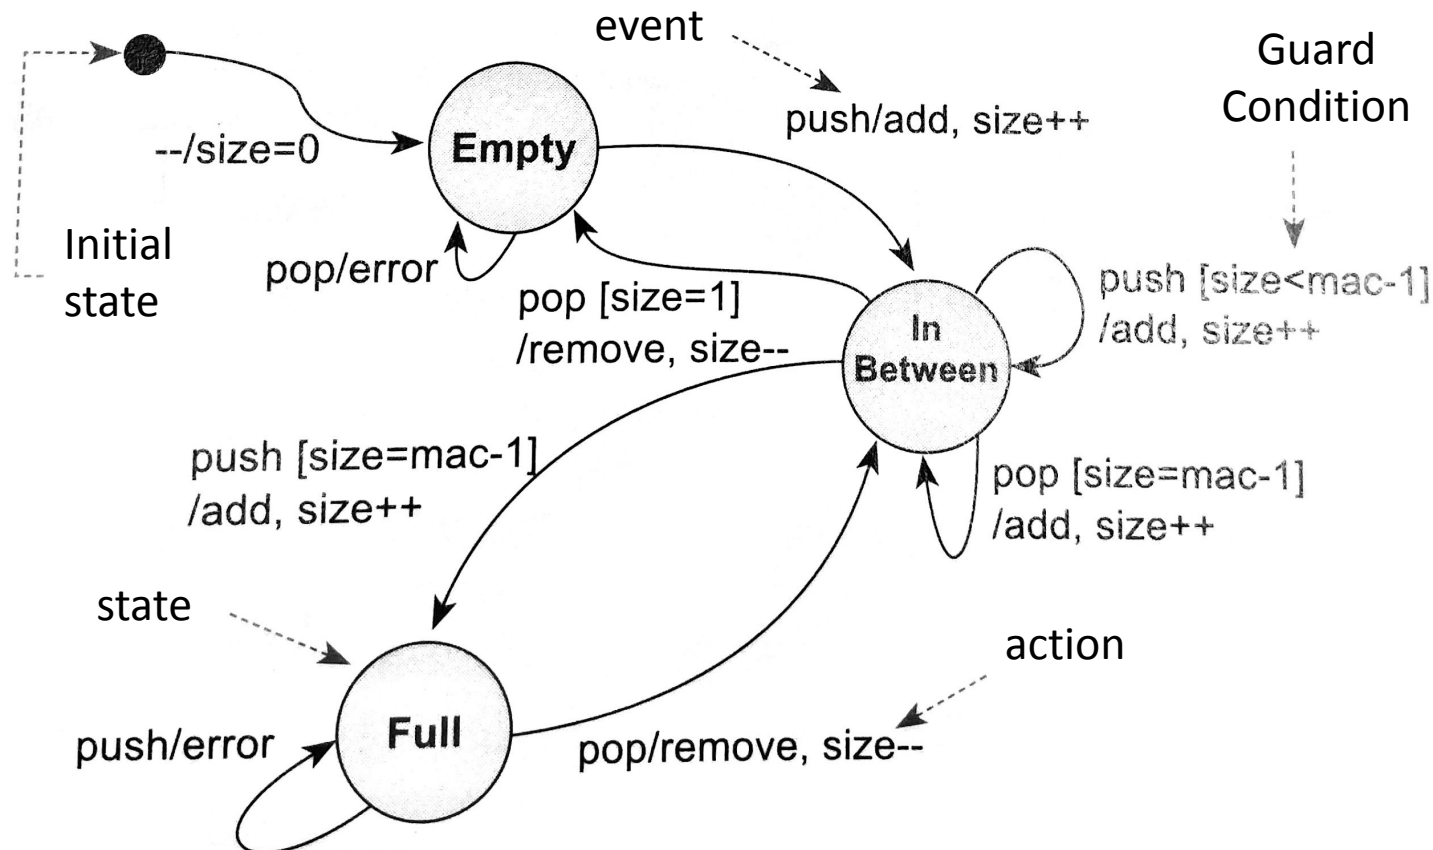 event
Guard
Condition
push/add, size++
Empty
--/size=0
Initial
state
pop/error
pop [size=1]
/remove, size--
In
Between
push [size<mac-1]
/add, size++
push [size=mac-1]
/add, size++
pop [size=mac-1]
/add, size++
state
action
Full
push/error
pop/remove, size--